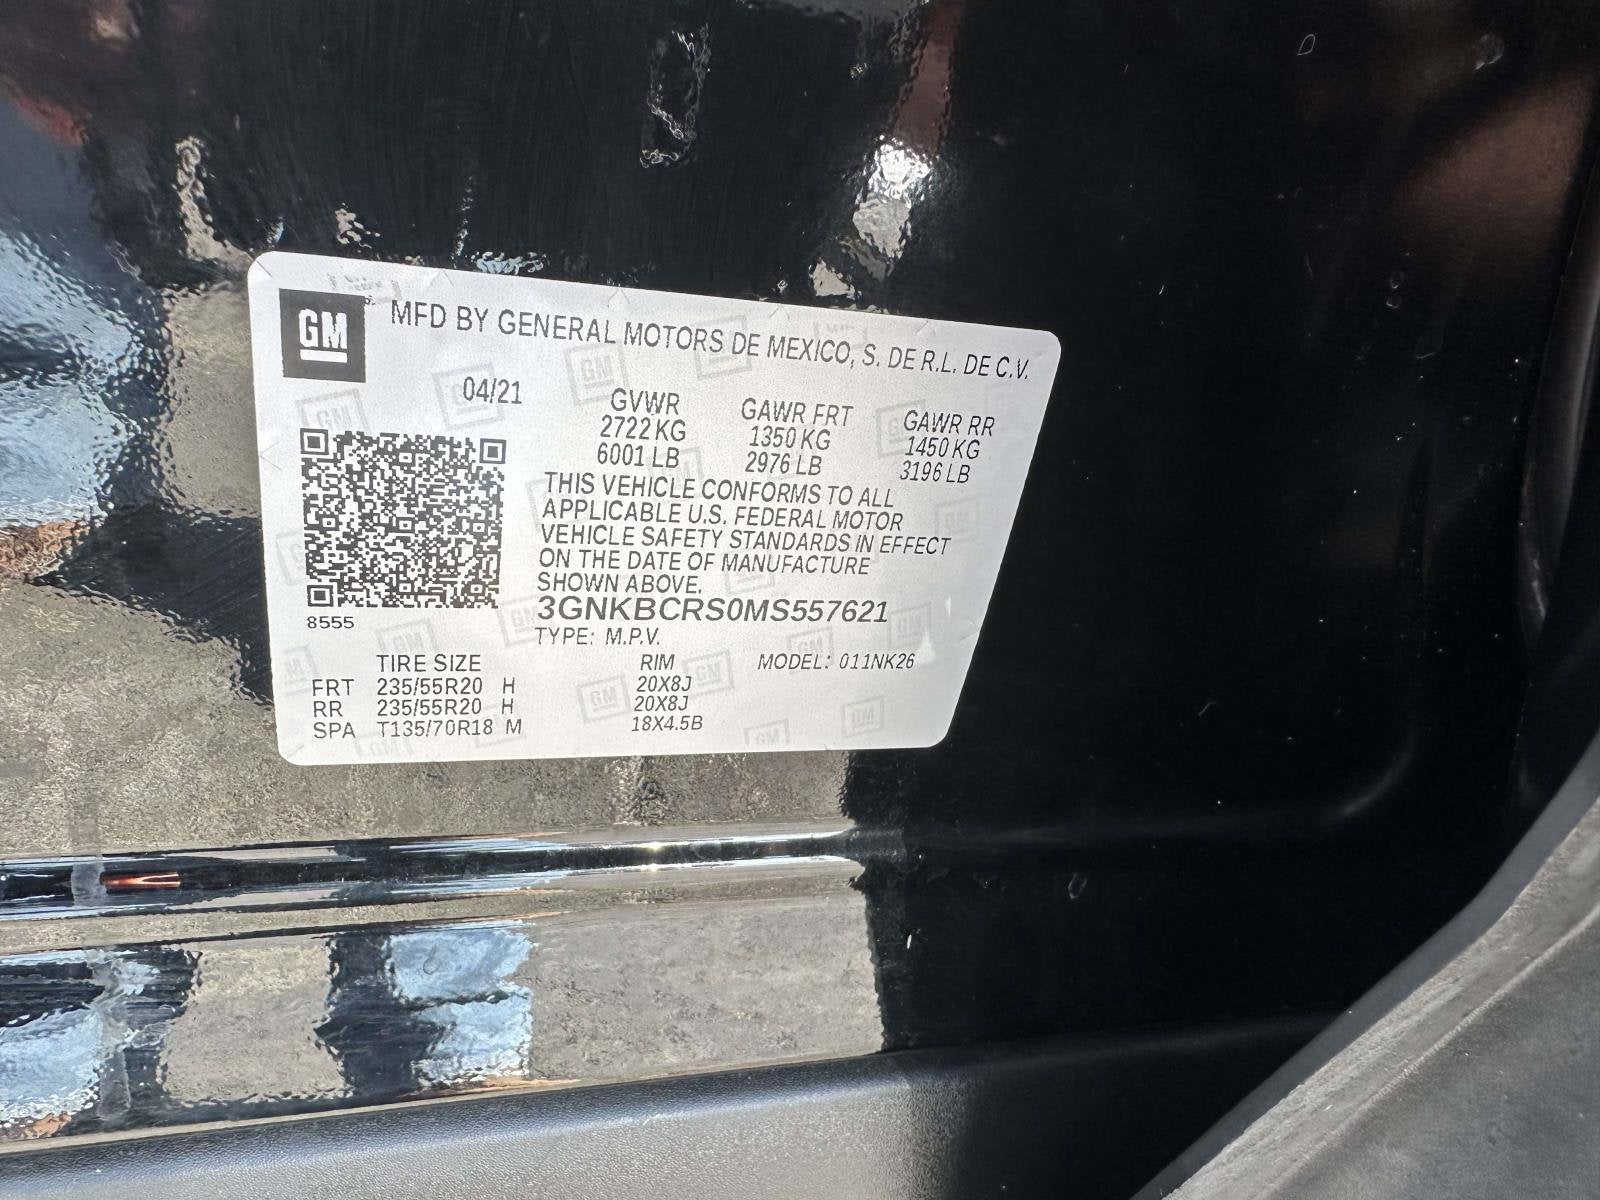 GM MFD BY GENERAL MOTORS DE MEXICO, S. DE R.L. DE C.V.
04/21
GVWR GAWR FRT GAWR RR
2722 KG 1350 KG 1450 KG
6001 LB 2976 LB 3196 LB
THIS VEHICLE CONFORMS TO ALL
APPLICABLE U.S. FEDERAL MOTOR
VEHICLE SAFETY STANDARDS IN EFFECT
ON THE DATE OF MANUFACTURE
SHOWN ABOVE.
3GNKBCRS0MS557621
8555
TYPE: M.P.V.
TIRE SIZE RIM MODEL: 011NK26
FRT 235/55R20 H 20X8J
RR 235/55R20 H 20X8J
SPA T135/70R18 M 18X4.5B